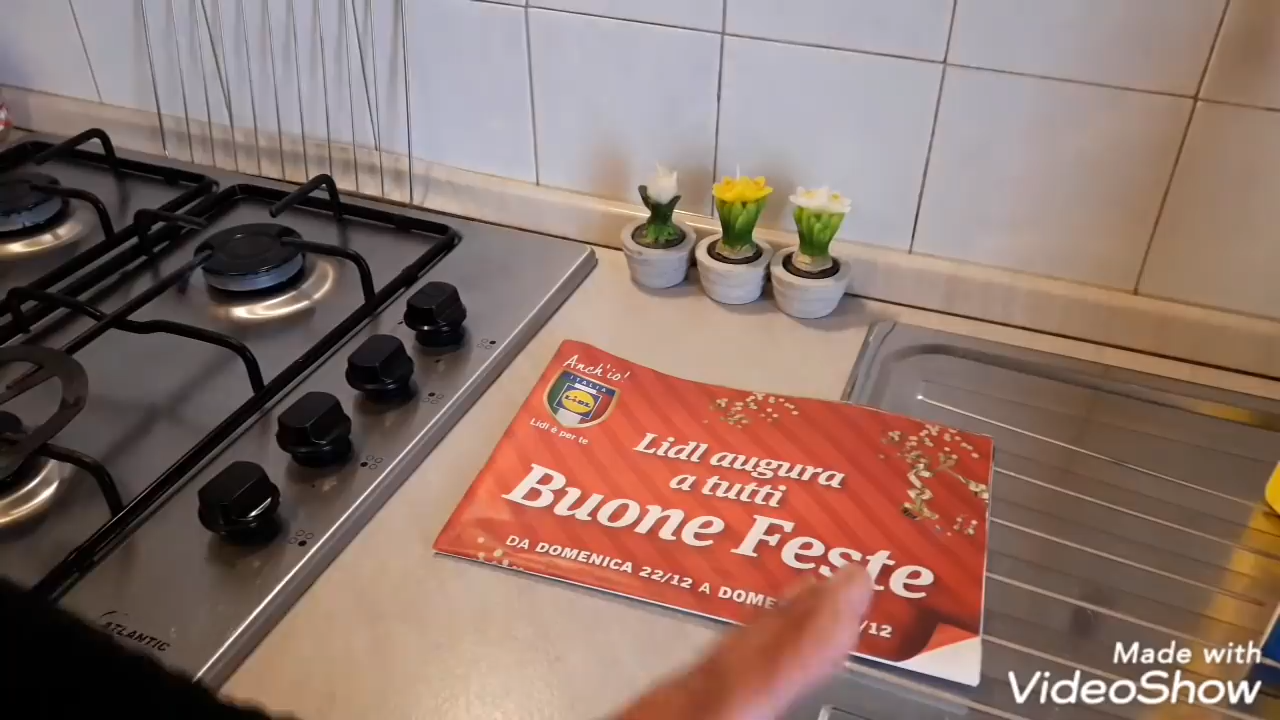 Anch'io!
ITALIA
LIDL
Lidl è per te
Lidl augura
a tutti
Buone Feste
DA DOMENICA 22/12 A DOME /12
ATLANTIC
Made with
VideoShow